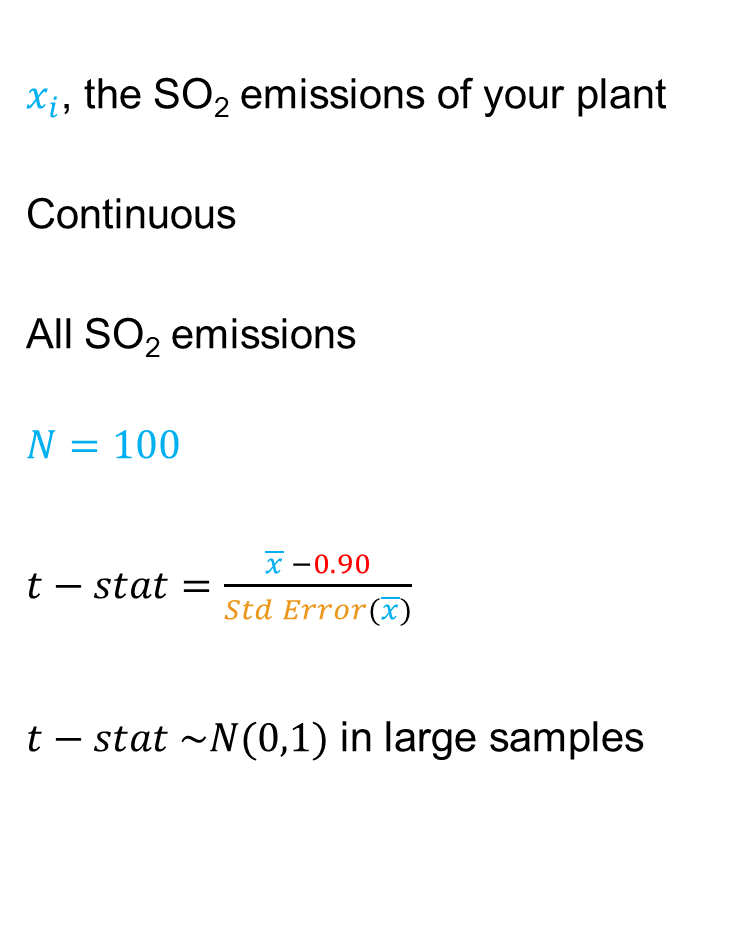 xᵢ, the SO₂ emissions of your plant
Continuous
All SO₂ emissions
N = 100
t − stat = (x̅ −0.90) / (Std Error(x̅))
t − stat ~N(0,1) in large samples